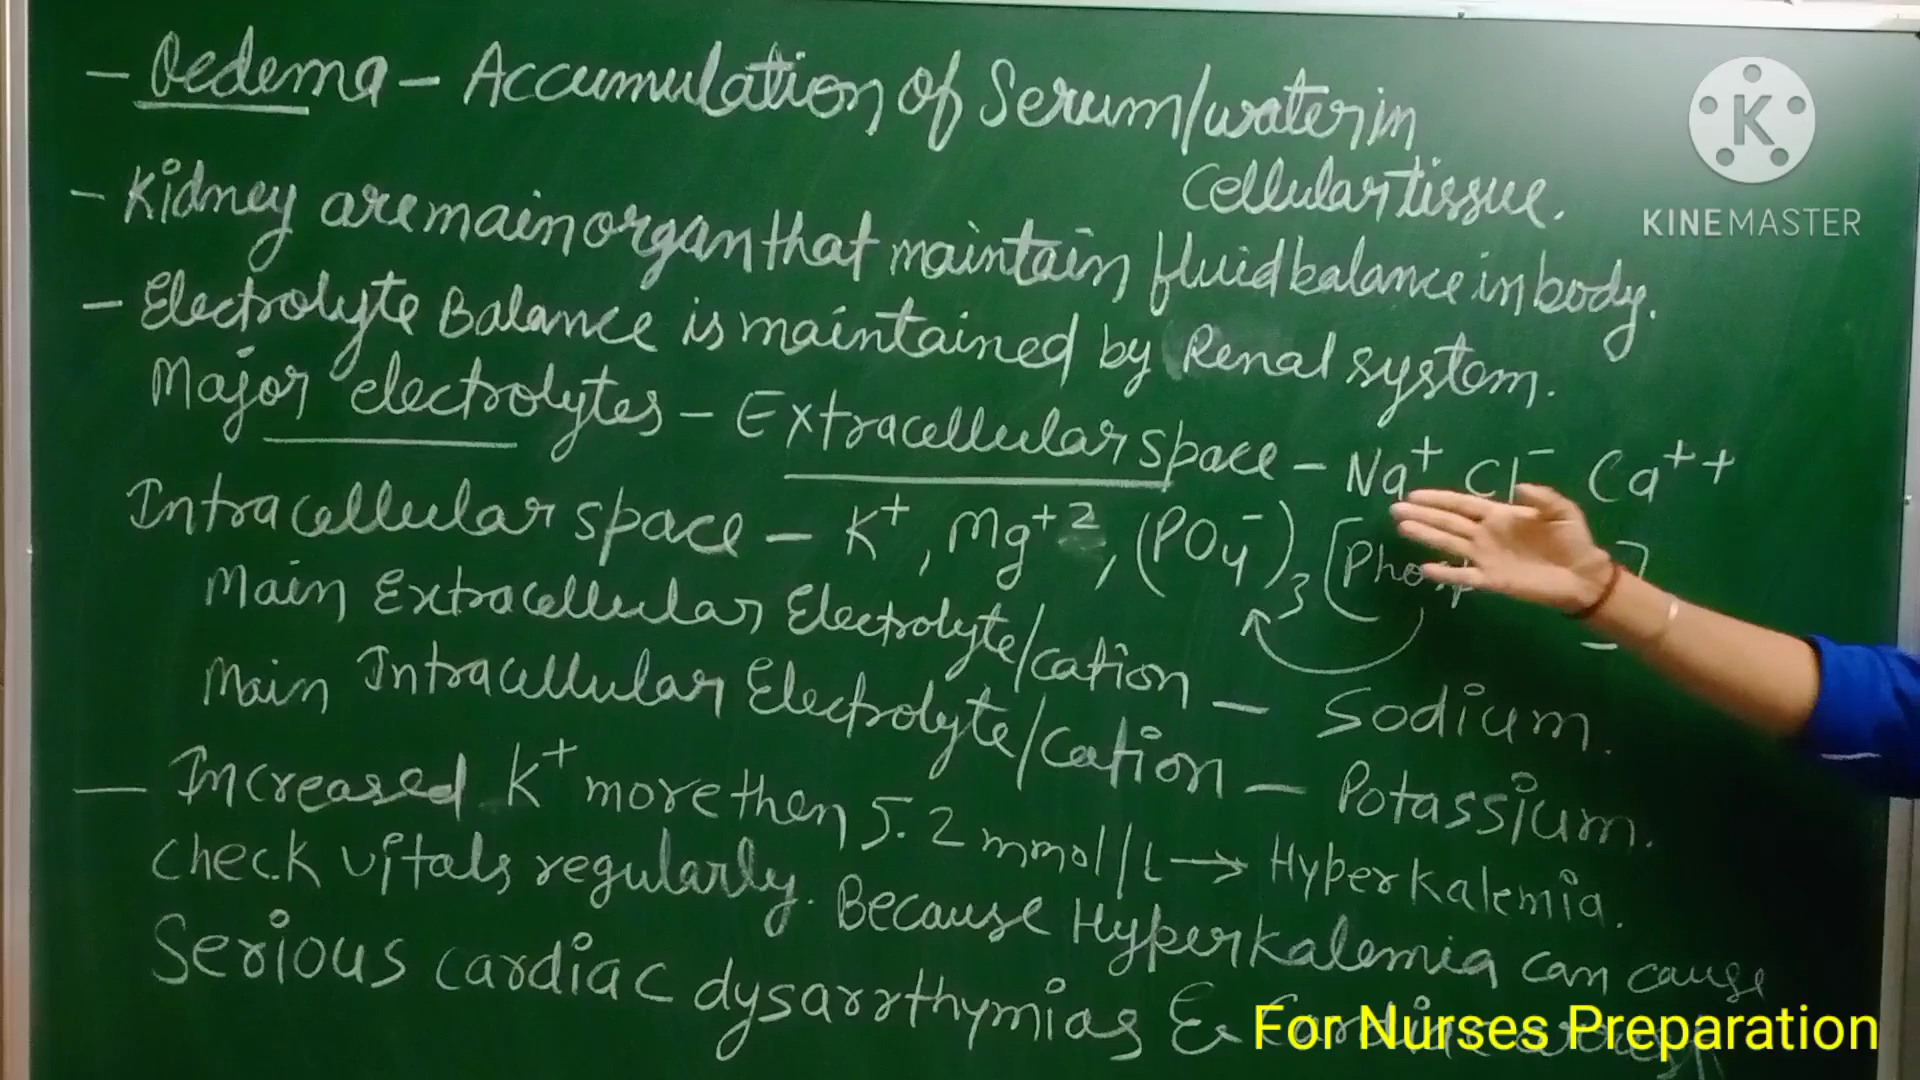 - Oedema - Accumulation of Serum/water in
cellular tissue.
- Kidney are main organ that maintain fluid balance in body.
- Electrolyte Balance is maintained by Renal system.
Major electrolytes - Extracellular space - Na+ Cl- Ca++
Intracellular space - K+, Mg+2, (PO4-)3 [Pho
Main Extracellular Electrolyte/cation - Sodium.
Main Intracellular Electrolyte/Cation - Potassium.
- Increased K+ more then 5.2 mmol/L → Hyperkalemia.
check vitals regularly. Because Hyperkalemia can cause
Serious cardiac dysarrthymias &
K
KINEMASTER
For Nurses Preparation